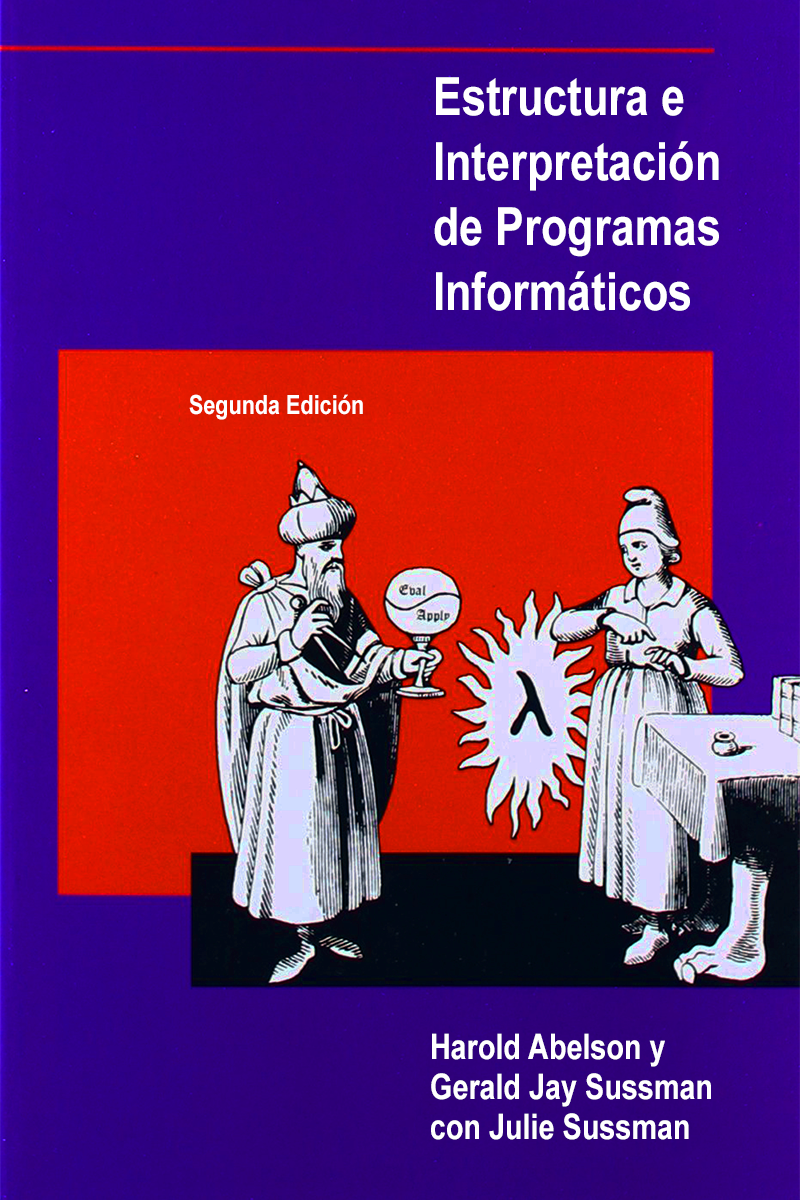 Estructura e
Interpretación
de Programas
Informáticos
Segunda Edición
Eval
Apply
λ
Harold Abelson y
Gerald Jay Sussman
con Julie Sussman